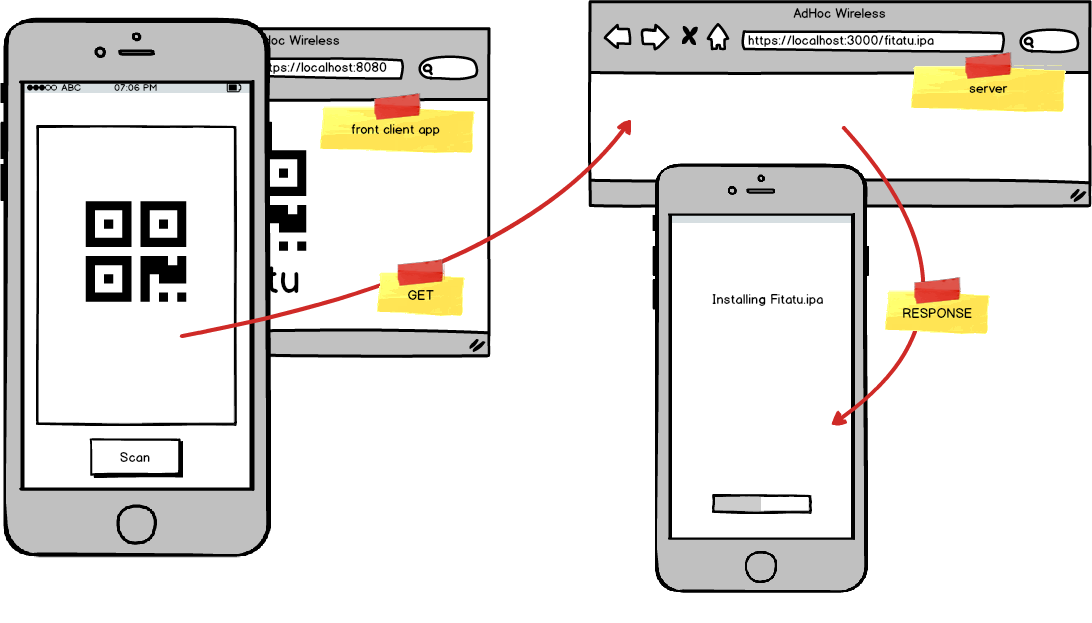 ABC 07:06 PM
Scan
Hoc Wireless
tps://localhost:8080
front client app
tu
GET
AdHoc Wireless
https://localhost:3000/fitatu.ipa
server
Installing Fitatu.ipa
RESPONSE